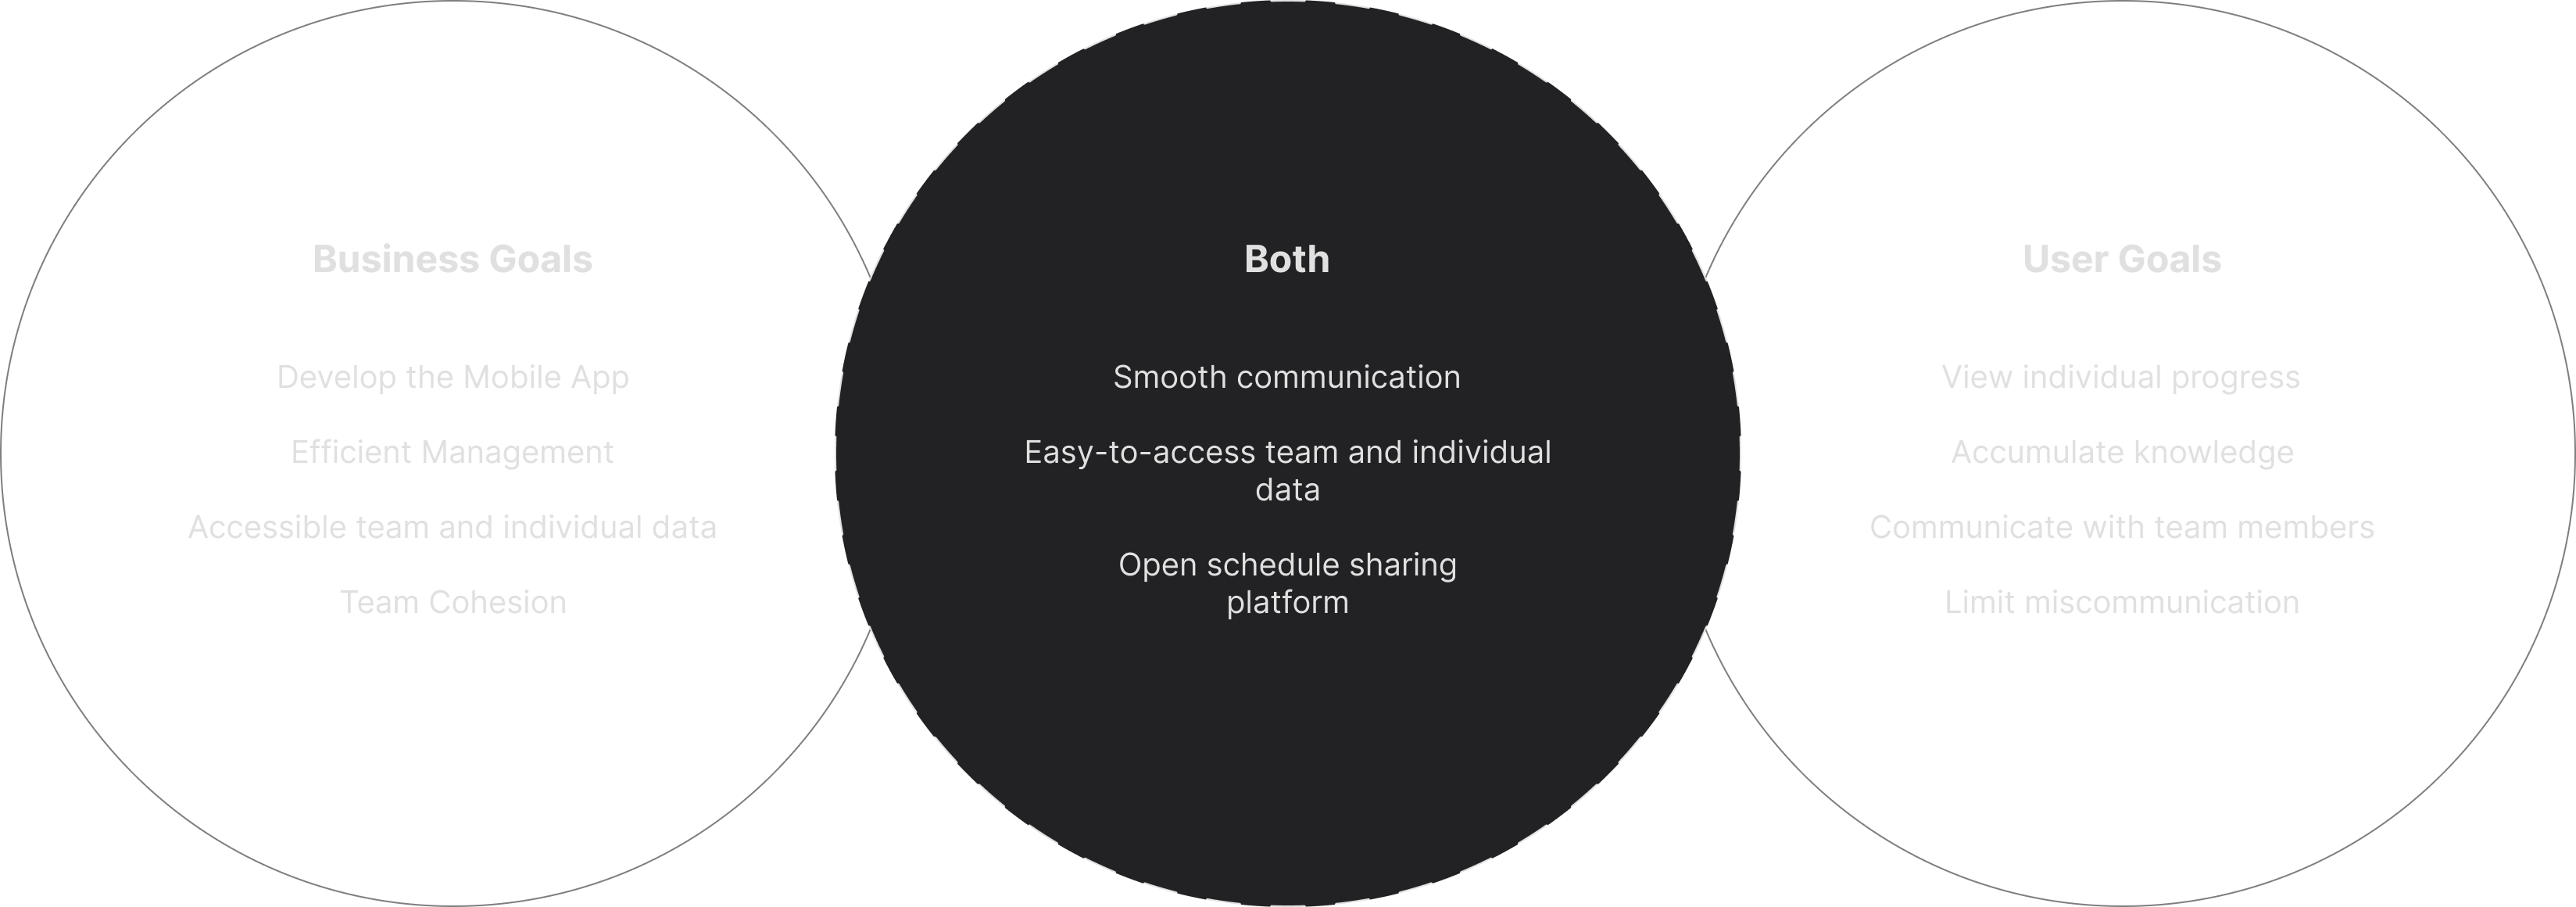 Business Goals
Develop the Mobile App
Efficient Management
Accessible team and individual data
Team Cohesion
Both
Smooth communication
Easy-to-access team and individual
data
Open schedule sharing
platform
User Goals
View individual progress
Accumulate knowledge
Communicate with team members
Limit miscommunication